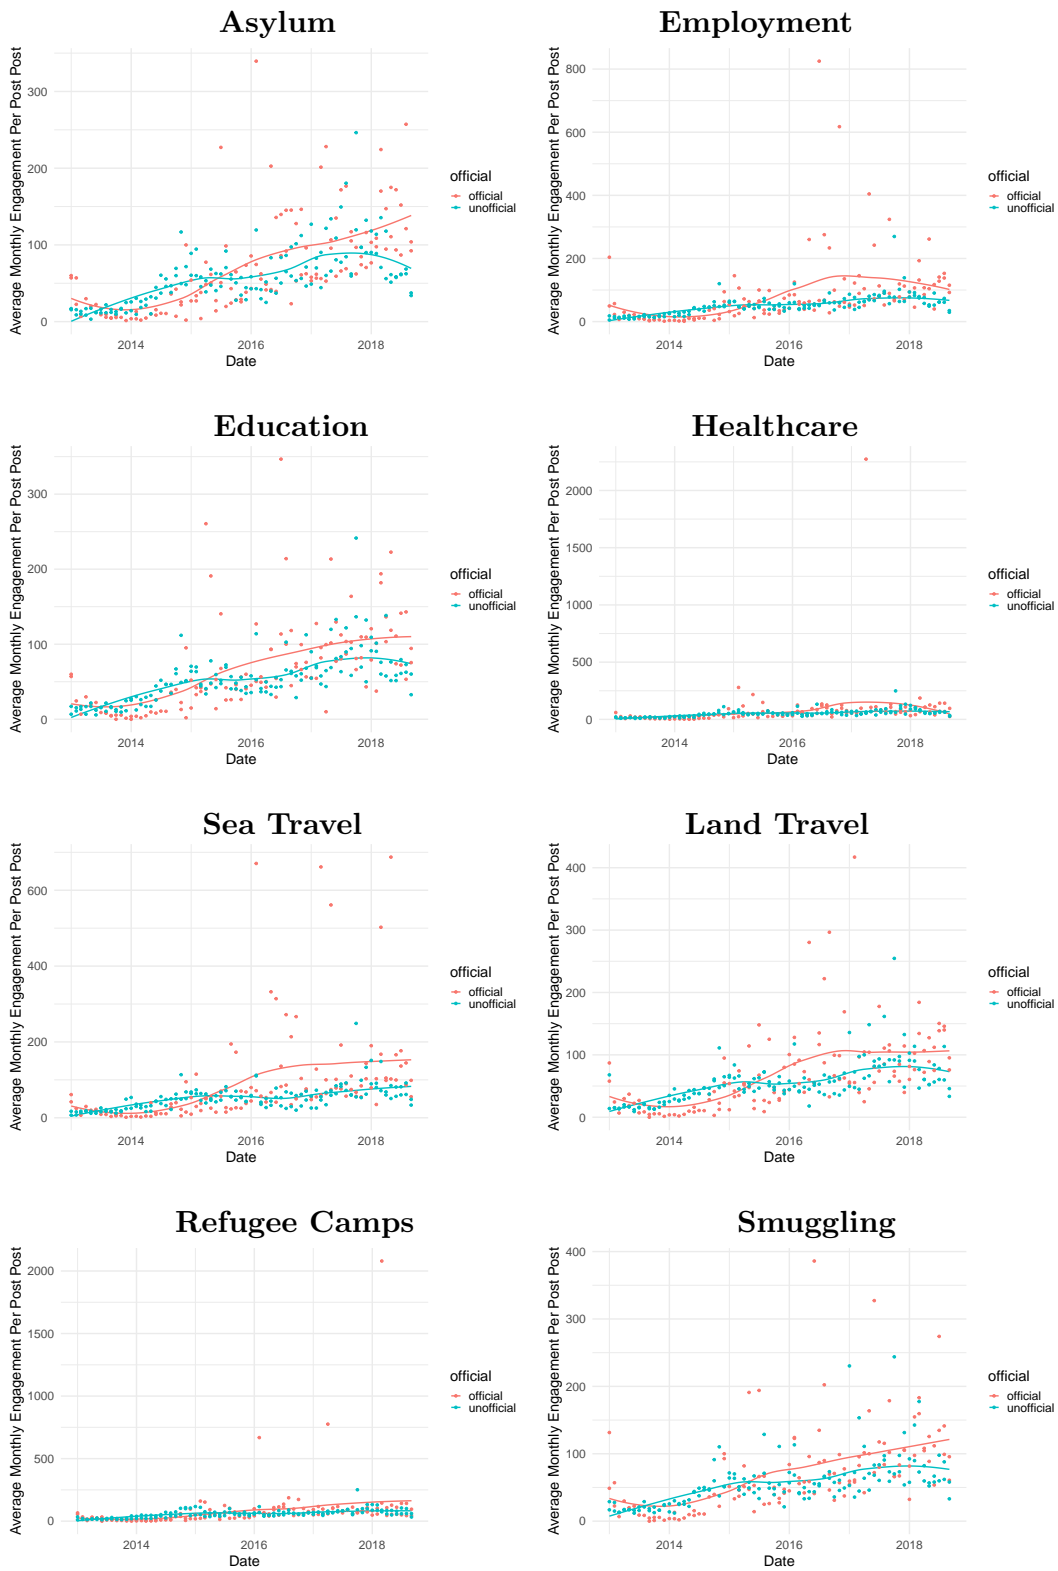 Asylum
Average Monthly Engagement Per Post Post
300
200
100
0
2014 2016 2018
Date
official
official
unofficial
Employment
Average Monthly Engagement Per Post Post
800
600
400
200
0
2014 2016 2018
Date
official
official
unofficial
Education
Average Monthly Engagement Per Post Post
300
200
100
0
2014 2016 2018
Date
official
official
unofficial
Healthcare
Average Monthly Engagement Per Post Post
2000
1500
1000
500
0
2014 2016 2018
Date
official
official
unofficial
Sea Travel
Average Monthly Engagement Per Post Post
600
400
200
0
2014 2016 2018
Date
official
official
unofficial
Land Travel
Average Monthly Engagement Per Post Post
400
300
200
100
0
2014 2016 2018
Date
official
official
unofficial
Refugee Camps
Average Monthly Engagement Per Post Post
2000
1500
1000
500
0
2014 2016 2018
Date
official
official
unofficial
Smuggling
Average Monthly Engagement Per Post Post
400
300
200
100
0
2014 2016 2018
Date
official
official
unofficial